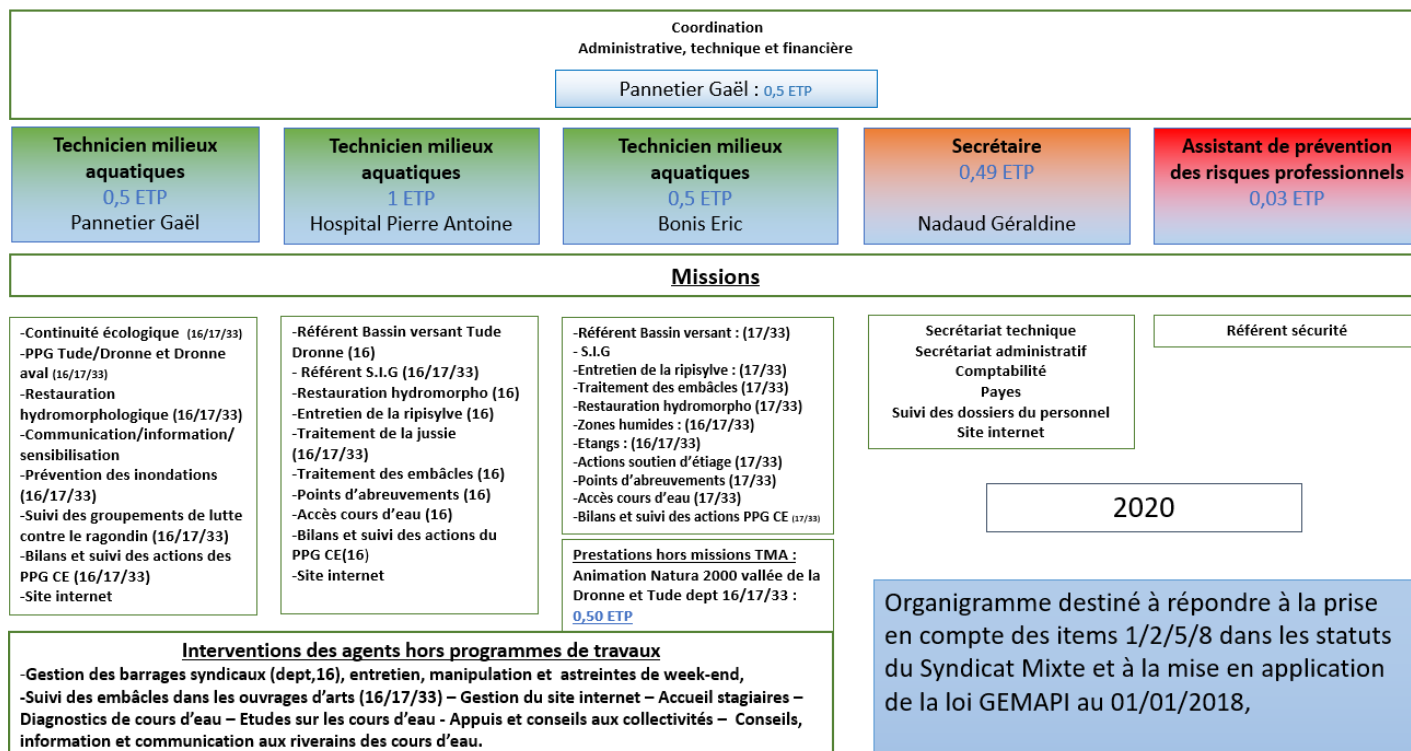 Coordination
Administrative, technique et financière
Pannetier Gaël : 0,5 ETP
Technicien milieux
aquatiques
0,5 ETP
Pannetier Gaël
Technicien milieux
aquatiques
1 ETP
Hospital Pierre Antoine
Technicien milieux
aquatiques
0,5 ETP
Bonis Eric
Secrétaire
0,49 ETP
Nadaud Géraldine
Assistant de prévention
des risques professionnels
0,03 ETP
Missions
-Continuité écologique (16/17/33)
-PPG Tude/Dronne et Dronne
aval (16/17/33)
-Restauration
hydromorphologique (16/17/33)
-Communication/information/
sensibilisation
-Prévention des inondations
(16/17/33)
-Suivi des groupements de lutte
contre le ragondin (16/17/33)
-Bilans et suivi des actions des
PPG CE (16/17/33)
-Site internet
-Référent Bassin versant Tude
Dronne (16)
- Référent S.I.G (16/17/33)
-Restauration hydromorpho (16)
-Entretien de la ripisylve (16)
-Traitement de la jussie
(16/17/33)
-Traitement des embâcles (16)
-Points d'abreuvements (16)
-Accès cours d'eau (16)
-Bilans et suivi des actions du
PPG CE(16)
-Site internet
-Référent Bassin versant : (17/33)
- S.I.G
-Entretien de la ripisylve : (17/33)
-Traitement des embâcles (17/33)
-Restauration hydromorpho (17/33)
-Zones humides : (16/17/33)
-Etangs : (16/17/33)
-Actions soutien d'étiage (17/33)
-Points d'abreuvements (17/33)
-Accès cours d'eau (17/33)
-Bilans et suivi des actions PPG CE (17/33)
Prestations hors missions TMA :
Animation Natura 2000 vallée de la
Dronne et Tude dept 16/17/33 :
0,50 ETP
Secrétariat technique
Secrétariat administratif
Comptabilité
Payes
Suivi des dossiers du personnel
Site internet
Référent sécurité
2020
Interventions des agents hors programmes de travaux
-Gestion des barrages syndicaux (dept,16), entretien, manipulation et astreintes de week-end,
-Suivi des embâcles dans les ouvrages d'arts (16/17/33) – Gestion du site internet – Accueil stagiaires –
Diagnostics de cours d'eau – Etudes sur les cours d'eau - Appuis et conseils aux collectivités – Conseils,
information et communication aux riverains des cours d'eau.
Organigramme destiné à répondre à la prise
en compte des items 1/2/5/8 dans les statuts
du Syndicat Mixte et à la mise en application
de la loi GEMAPI au 01/01/2018,